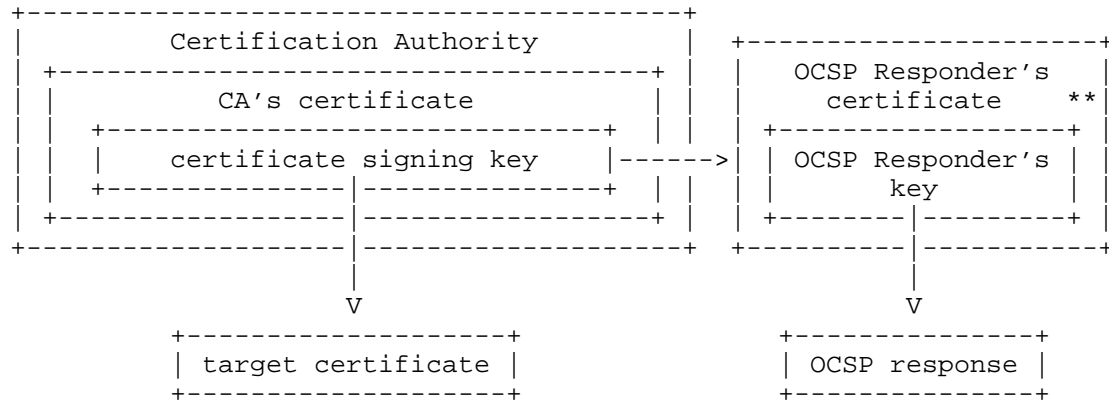 Certification Authority
OCSP Responder's
CA's certificate
certificate **
certificate signing key
OCSP Responder's
key
V
V
target certificate
OCSP response